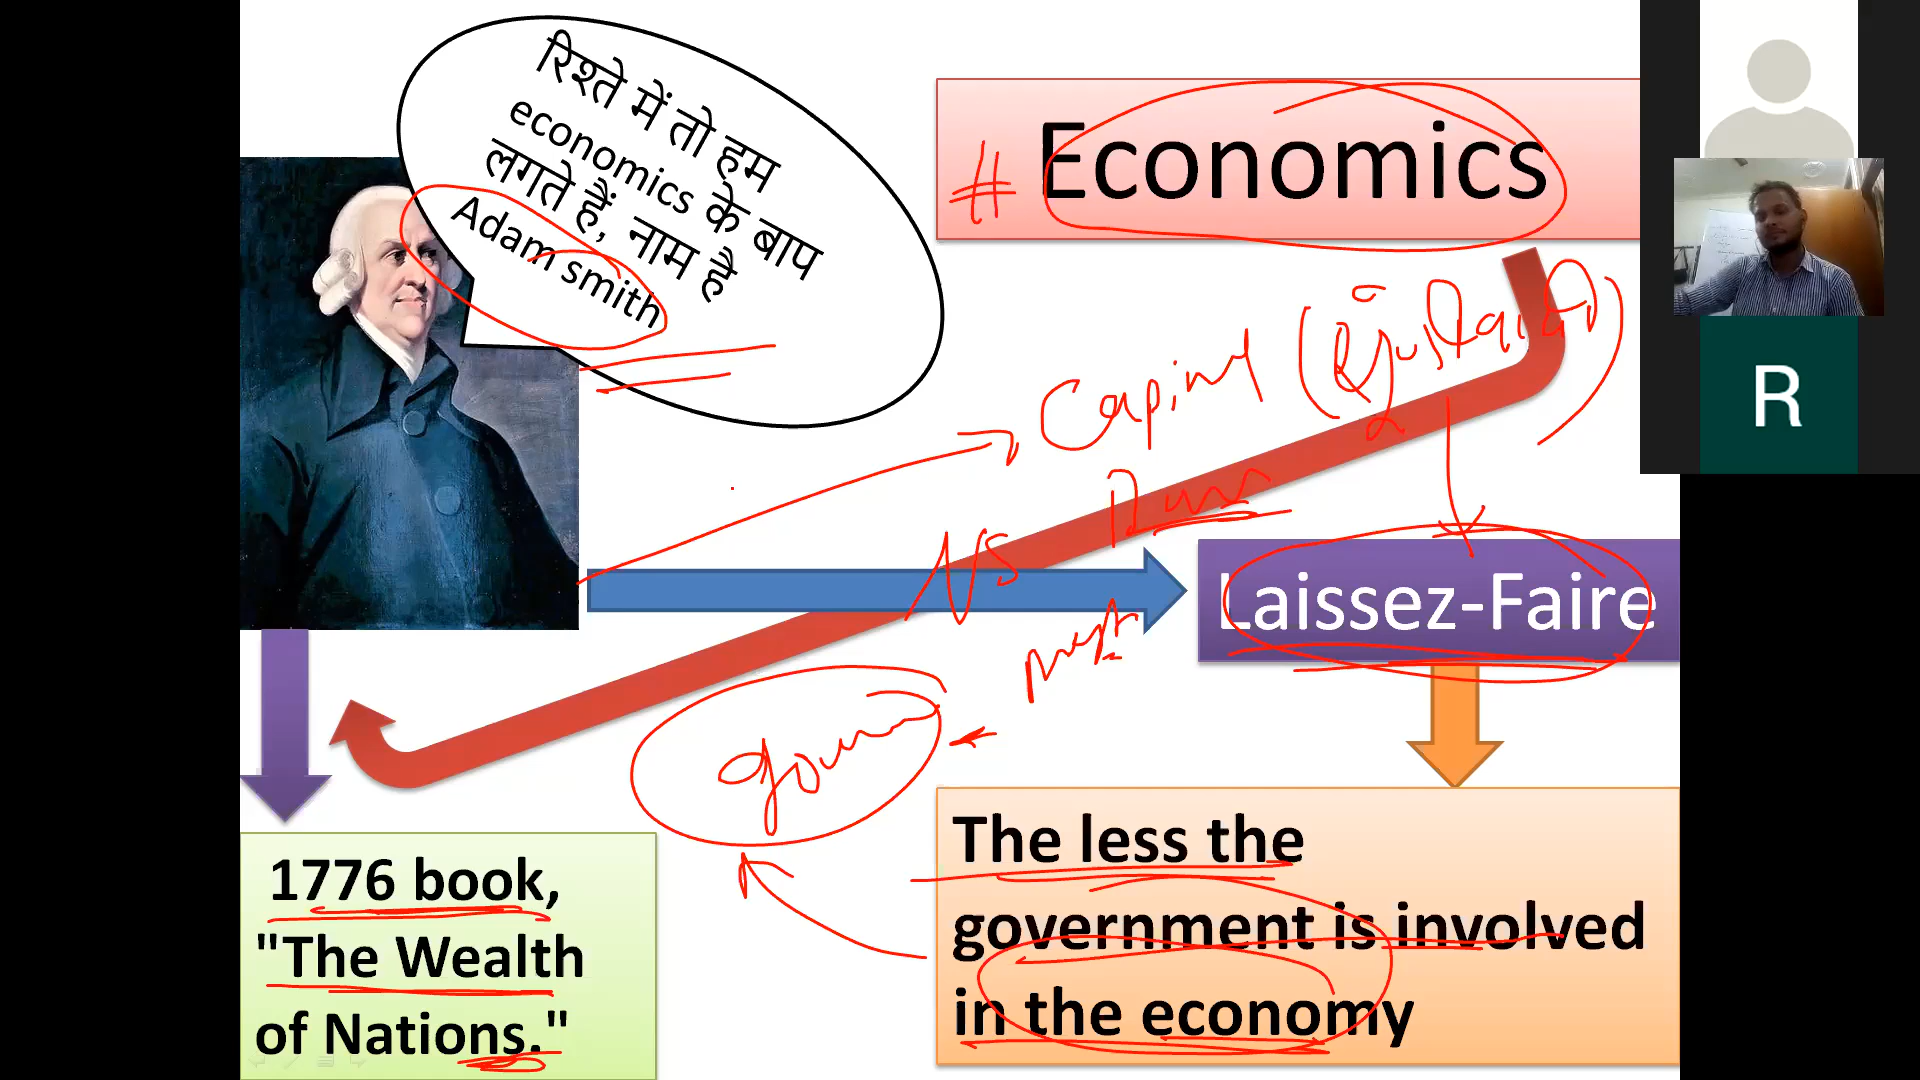 रिश्ते में तो हम
economics के बाप
लगते हैं, नाम है
Adam smith
# Economics
R
Vs
Laissez-Faire
1776 book,
"The Wealth
of Nations."
The less the
government is involved
in the economy